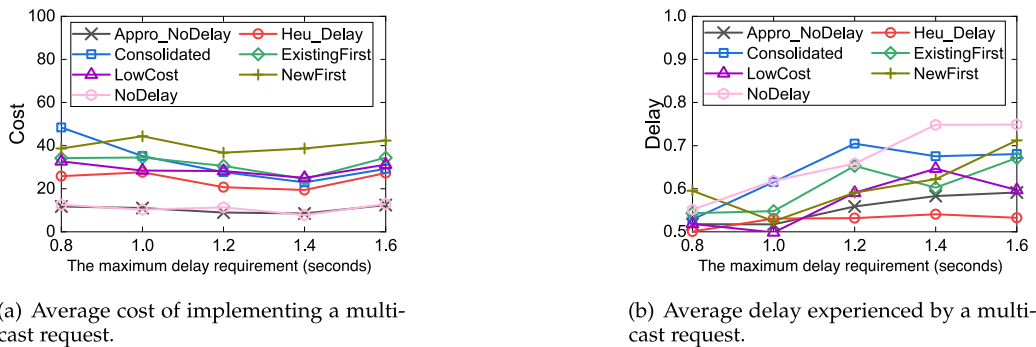 100
80
60
40
20
0
Cost
Appro_NoDelay
Heu_Delay
Consolidated
ExistingFirst
LowCost
NewFirst
NoDelay
0.8 1.0 1.2 1.4 1.6
The maximum delay requirement (seconds)
(a) Average cost of implementing a multi-
cast request.
1.0
0.9
0.8
0.7
0.6
0.5
Delay
Appro_NoDelay
Heu_Delay
Consolidated
ExistingFirst
LowCost
NewFirst
NoDelay
0.8 1.0 1.2 1.4 1.6
The maximum delay requirement (seconds)
(b) Average delay experienced by a multi-
cast request.